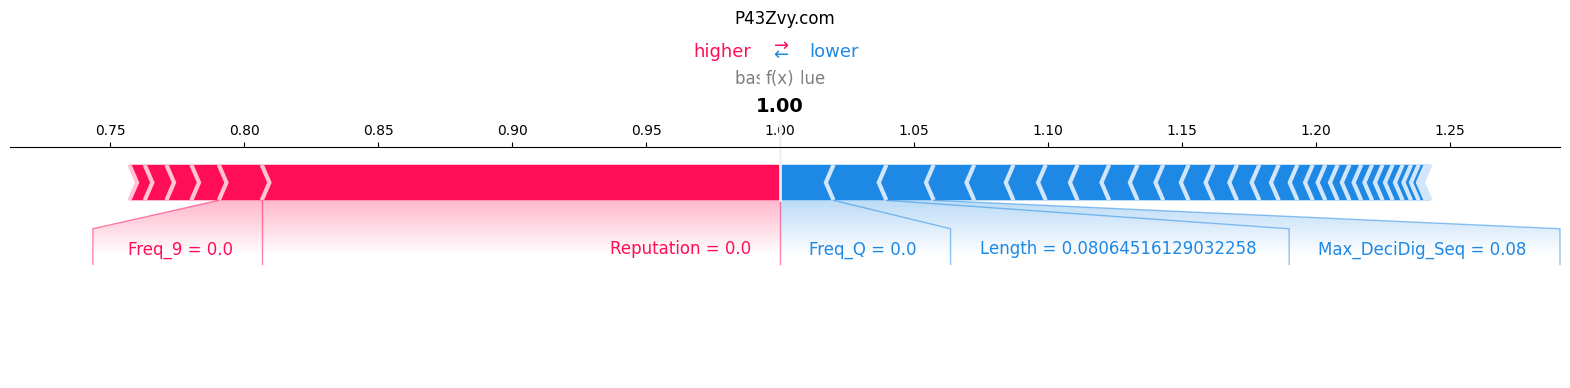 P43Zvy.com
higher ⇄ lower
f(x)
1.00
0.75 0.80 0.85 0.90 0.95 1.00 1.05 1.10 1.15 1.20 1.25
Freq_9 = 0.0 Reputation = 0.0 Freq_Q = 0.0 Length = 0.08064516129032258 Max_DeciDig_Seq = 0.08